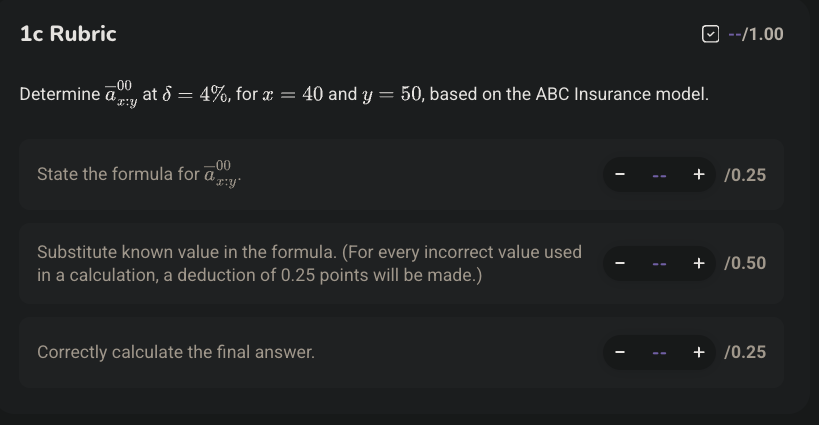 1c Rubric
--/1.00
Determine $\overline{a}^{00}_{x:y}$ at $\delta = 4\%$, for $x = 40$ and $y = 50$, based on the ABC Insurance model.
State the formula for $\overline{a}^{00}_{x:y}$.
− -- + /0.25
Substitute known value in the formula. (For every incorrect value used
in a calculation, a deduction of 0.25 points will be made.)
− -- + /0.50
Correctly calculate the final answer.
− -- + /0.25